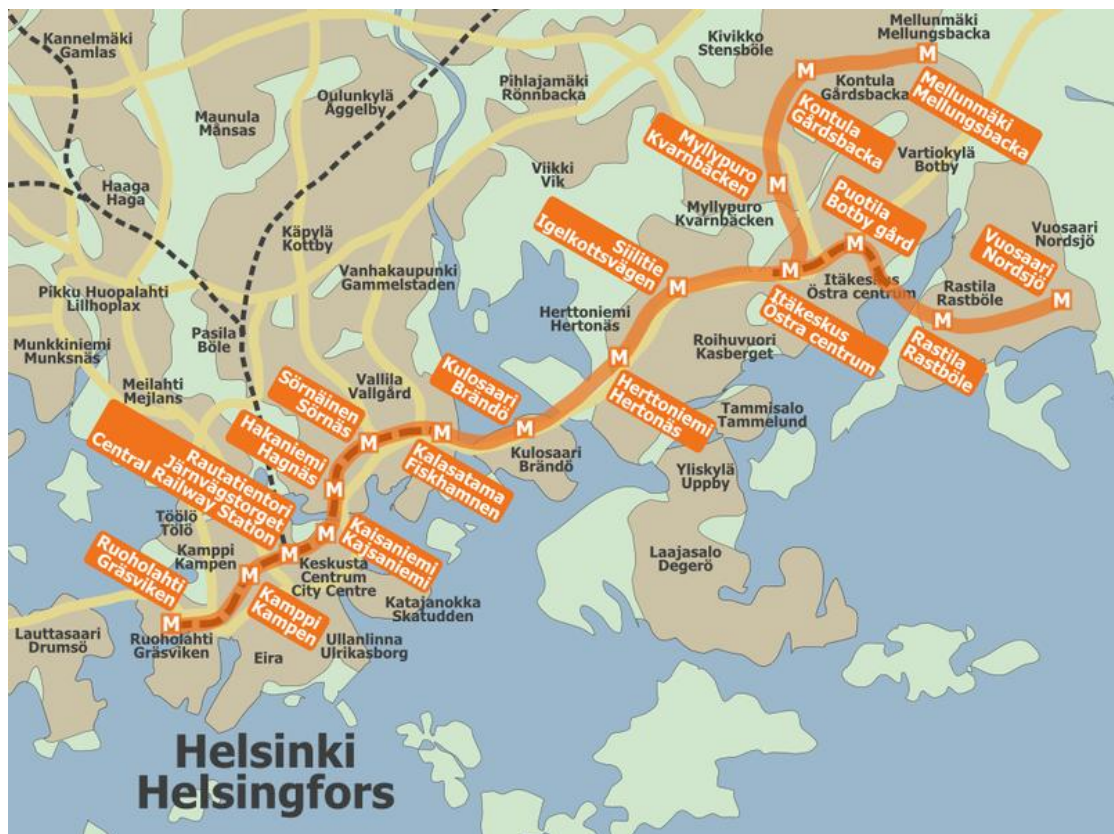 Kannelmäki
Gamlas
Maunula
Månsas
Oulunkylä
Åggelby
Pihlajamäki
Rönnbacka
Kivikko
Stensböle
Mellunmäki
Mellungsbacka
M
M
Kontula
Gårdsbacka
Mellunmäki
Mellungsbacka
Kontula
Gårdsbacka
Haaga
Haga
Viikki
Vik
Myllypuro
Kvarnbäcken
M
Vartiokylä
Botby
Käpylä
Kottby
Myllypuro
Kvarnbäcken
Puotila
Botby gård
Vuosaari
Nordsjö
Vuosaari
Nordsjö
Siilitie
Igelkottsvägen
M
Vanhakaupunki
Gammelstaden
M
M
Itäkeskus
Östra centrum
Rastila
Rastböle
M
Pikku Huopalahti
Lillhoplax
Pasila
Böle
Herttoniemi
Hertonäs
Itäkeskus
Östra centrum
M
Rastila
Rastböle
Munkkiniemi
Munksnäs
Roihuvuori
Kasberget
M
Herttoniemi
Hertonäs
Meilahti
Mejlans
Vallila
Vallgård
Sörnäinen
Sörnäs
Kulosaari
Brändö
Tammisalo
Tammelund
M
M
M
Kulosaari
Brändö
Hakaniemi
Hagnäs
Kalasatama
Fiskhamnen
Yliskylä
Uppby
Rautatientori
Järnvägstorget
Central Railway Station
M
Töölö
Tölö
M
Kaisaniemi
Kajsaniemi
Kamppi
Kampen
M
Keskusta
Centrum
City Centre
Laajasalo
Degerö
Ruoholahti
Gräsviken
M
Kamppi
Kampen
Katajanokka
Skatudden
M
Lauttasaari
Drumsö
Ruoholahti
Gräsviken
Eira
Ullanlinna
Ulrikasborg
Helsinki
Helsingfors